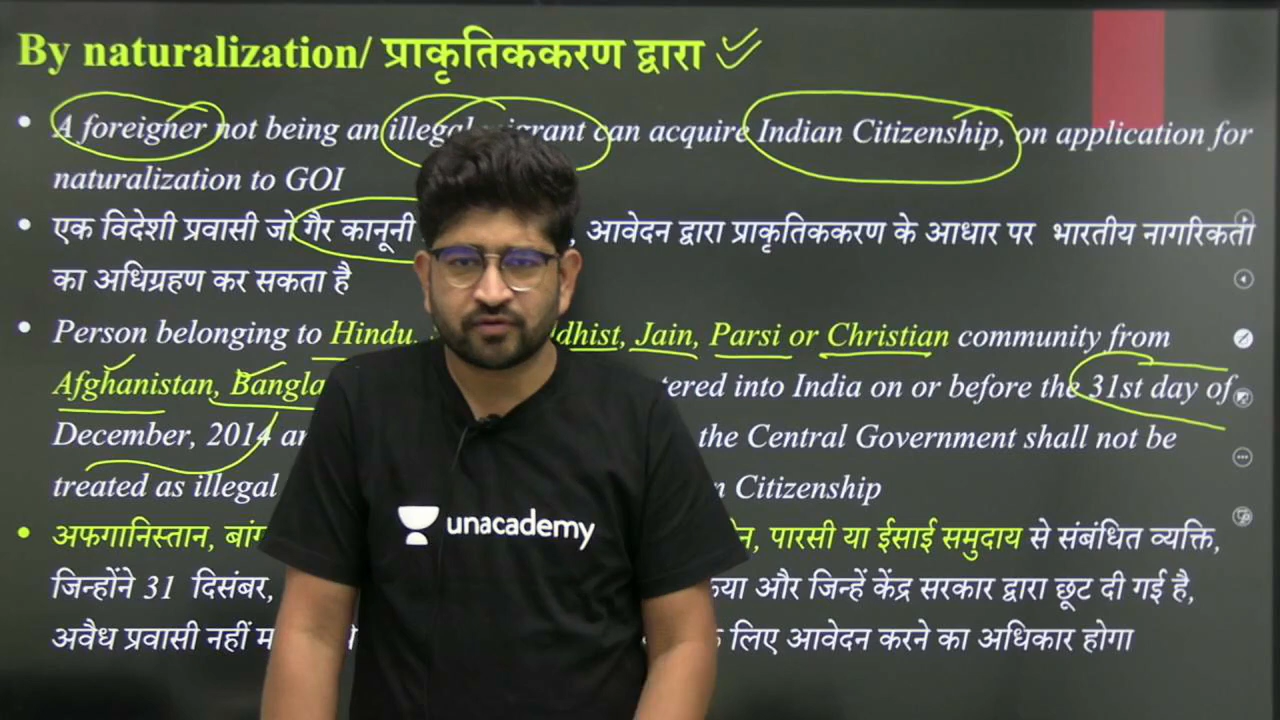 By naturalization/ प्राकृतिककरण द्वारा
A foreigner not being an illegal migrant can acquire Indian Citizenship, on application for
naturalization to GOI
एक विदेशी प्रवासी जो गैर कानूनी , आवेदन द्वारा प्राकृतिककरण के आधार पर भारतीय नागरिकता
का अधिग्रहण कर सकता है
Person belonging to Hindu, Jain, Parsi or Christian community from
Afghanistan, into India on or before the 31st day of
December, 2014 the Central Government shall not be
treated as illegal Citizenship
unacademy
अफगानिस्तान, पारसी या ईसाई समुदाय से संबंधित व्यक्ति,
जिन्होंने 31 दिसंबर, और जिन्हें केंद्र सरकार द्वारा छूट दी गई है,
अवैध प्रवासी नहीं लिए आवेदन करने का अधिकार होगा